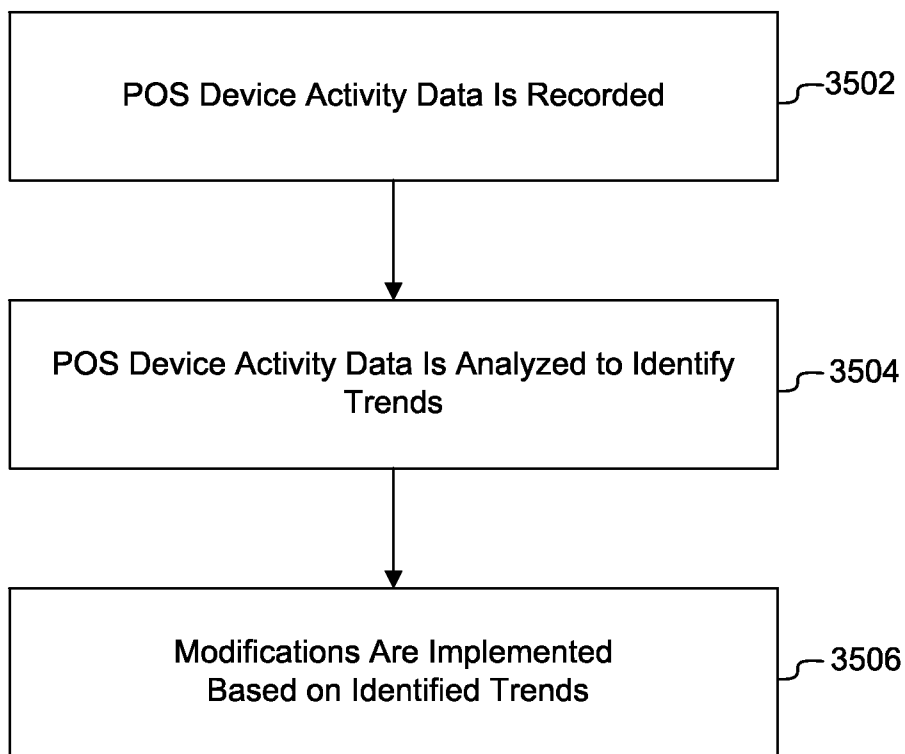 POS Device Activity Data Is Recorded
3502
POS Device Activity Data Is Analyzed to Identify
Trends
3504
Modifications Are Implemented
Based on Identified Trends
3506